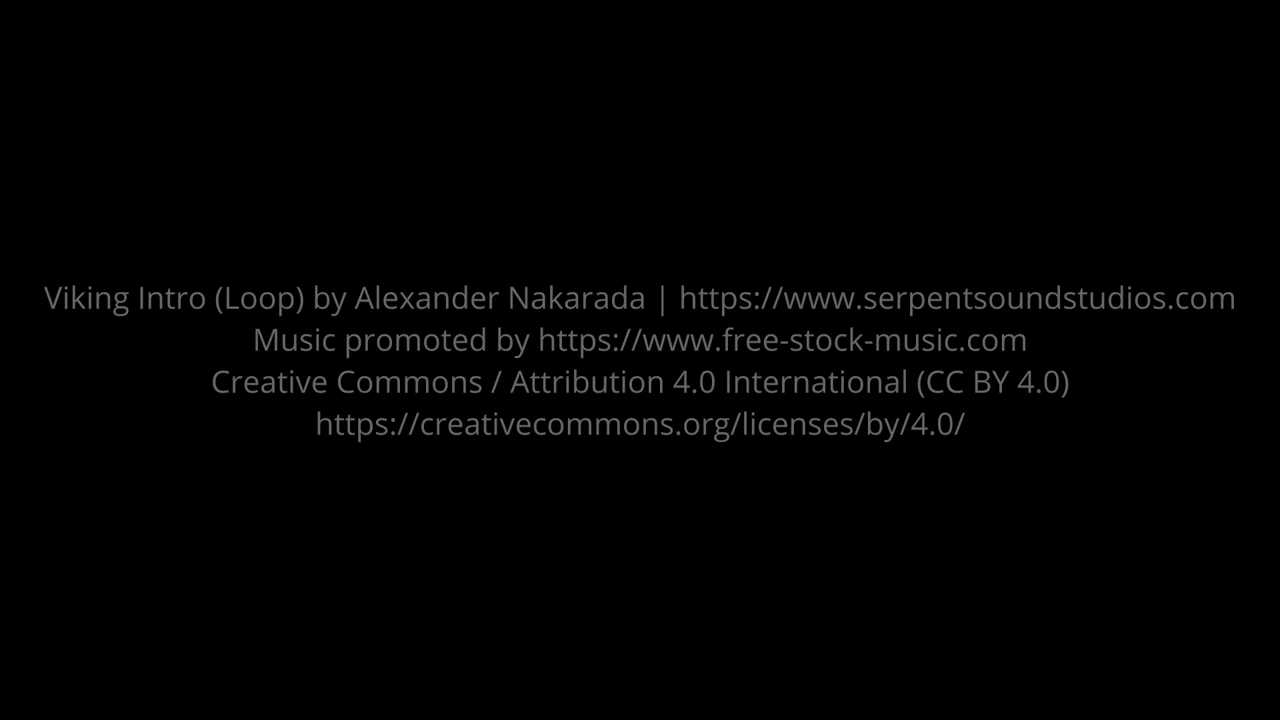 Viking Intro (Loop) by Alexander Nakarada | https://www.serpentsoundstudios.com
Music promoted by https://www.free-stock-music.com
Creative Commons / Attribution 4.0 International (CC BY 4.0)
https://creativecommons.org/licenses/by/4.0/